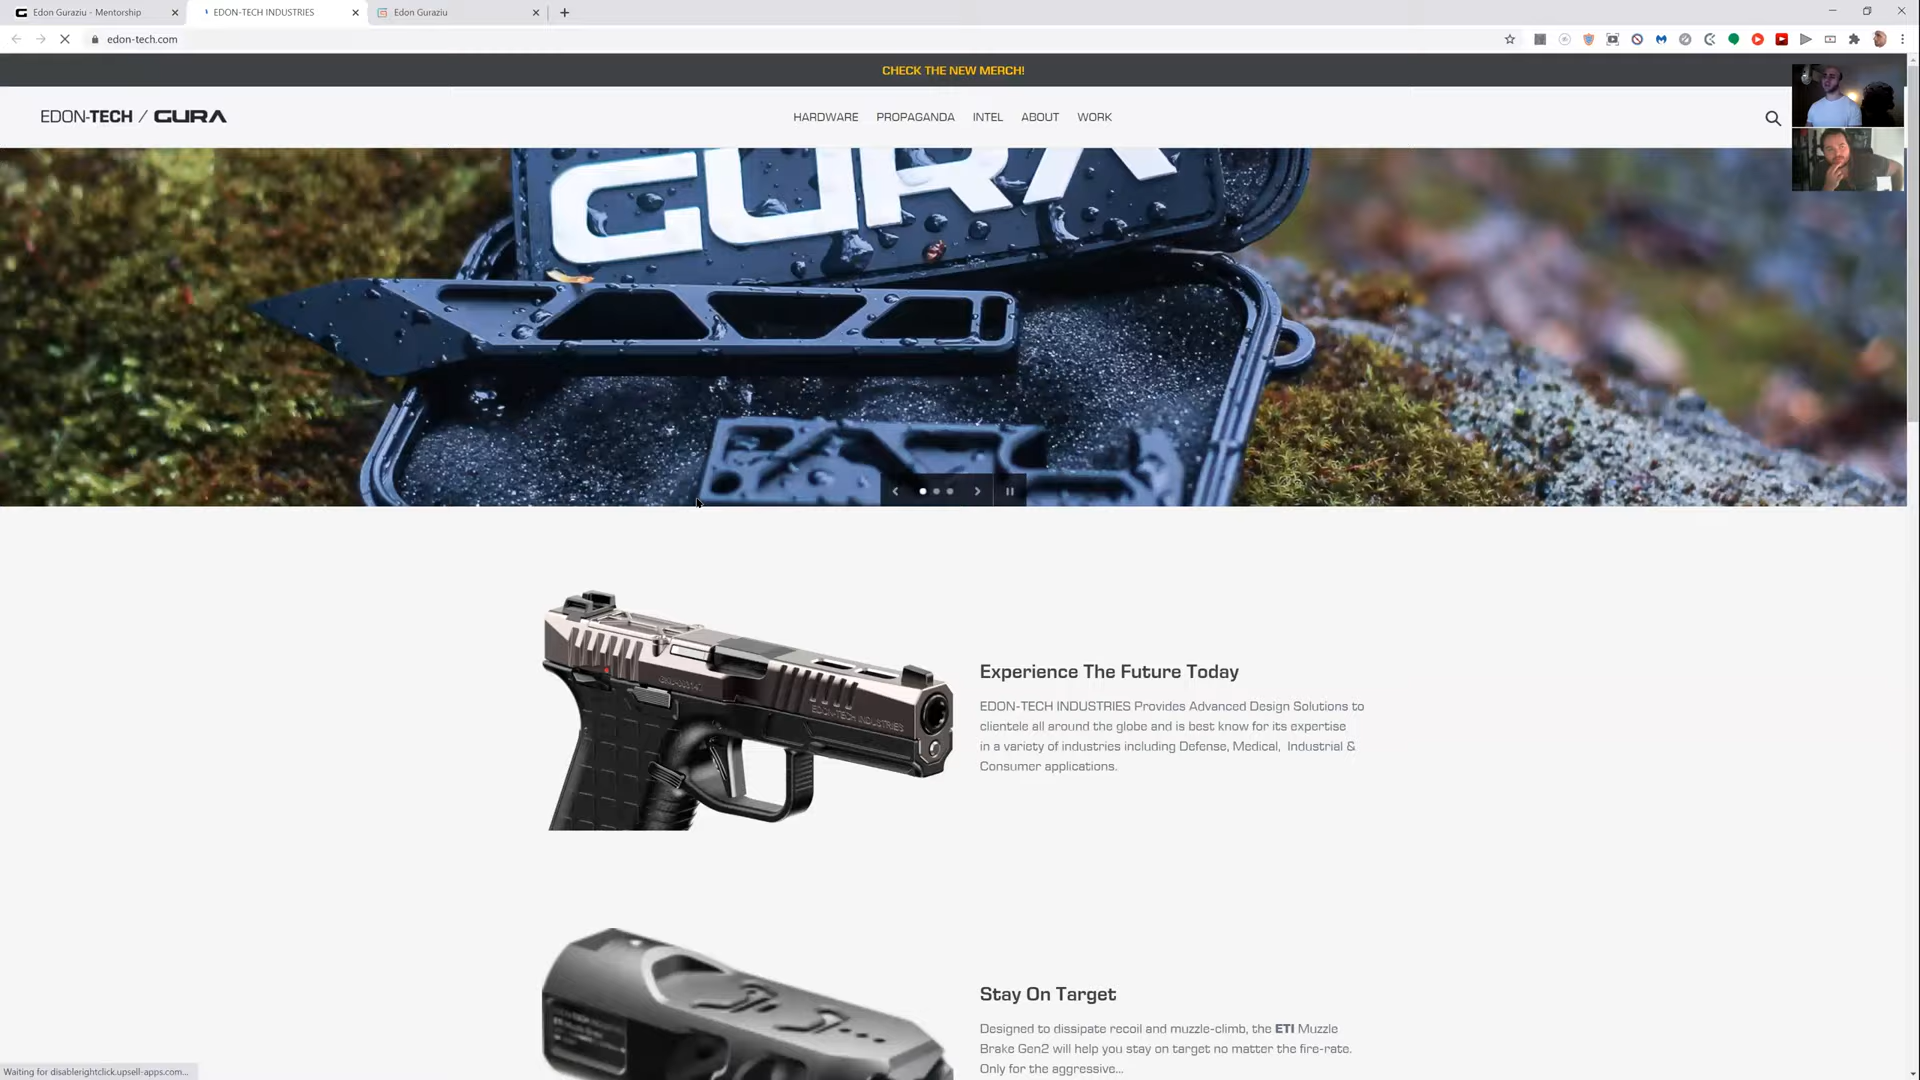 Edon Guraziu - Mentorship
EDON-TECH INDUSTRIES
Edon Guraziu
edon-tech.com
CHECK THE NEW MERCH!
EDON-TECH / GURA
HARDWARE PROPAGANDA INTEL ABOUT WORK
GURA
EDON-TECH INDUSTRIES
Experience The Future Today
EDON-TECH INDUSTRIES Provides Advanced Design Solutions to
clientele all around the globe and is best know for its expertise
in a variety of industries including Defense, Medical, Industrial &
Consumer applications.
Stay On Target
Designed to dissipate recoil and muzzle-climb, the ETI Muzzle
Brake Gen2 will help you stay on target no matter the fire-rate.
Only for the aggressive...
Waiting for disablerightclick.upsell-apps.com...